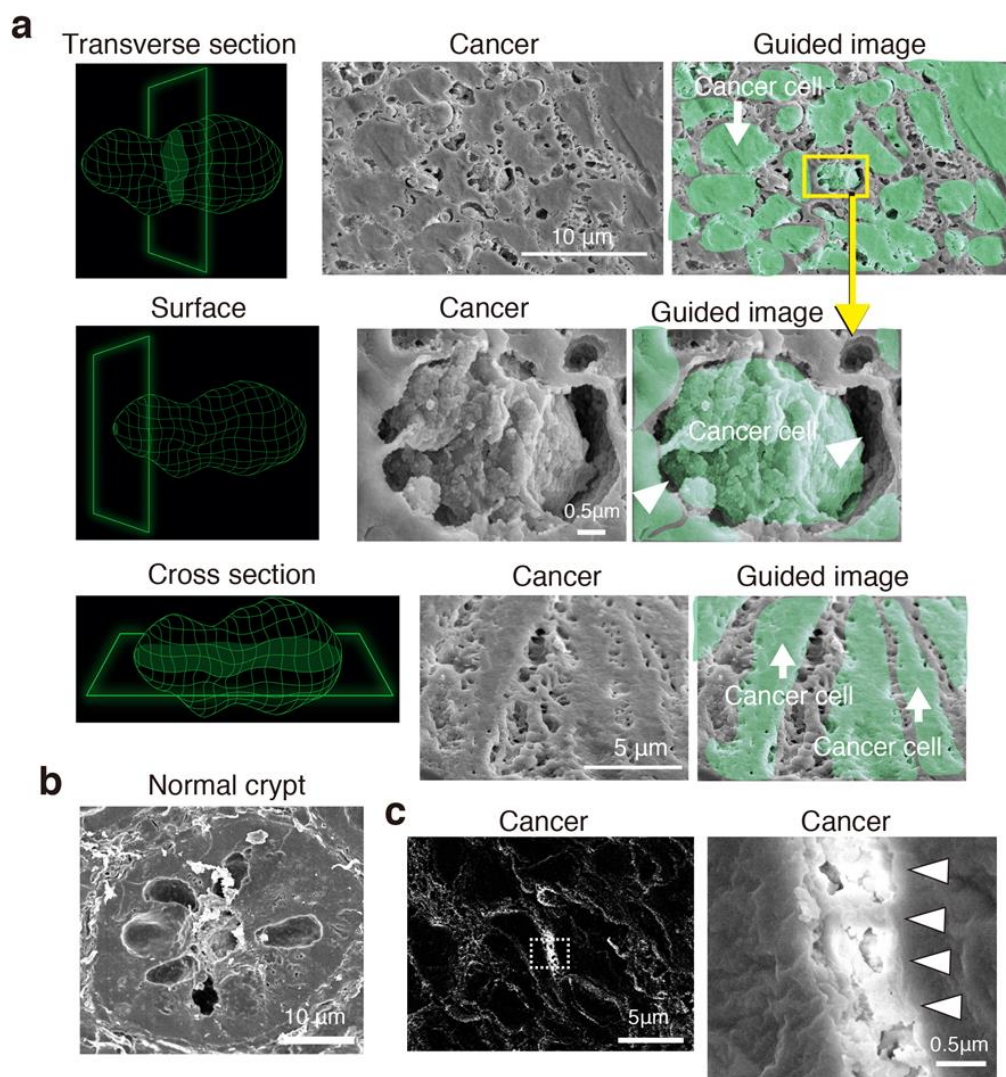 a
Transverse section
Cancer
Guided image
Cancer cell
10 μm
Surface
Cancer
Guided image
Cancer cell
0.5μm
Cross section
Cancer
Guided image
Cancer cell
Cancer cell
5 μm
b
Normal crypt
10 μm
c
Cancer
Cancer
5μm
0.5μm